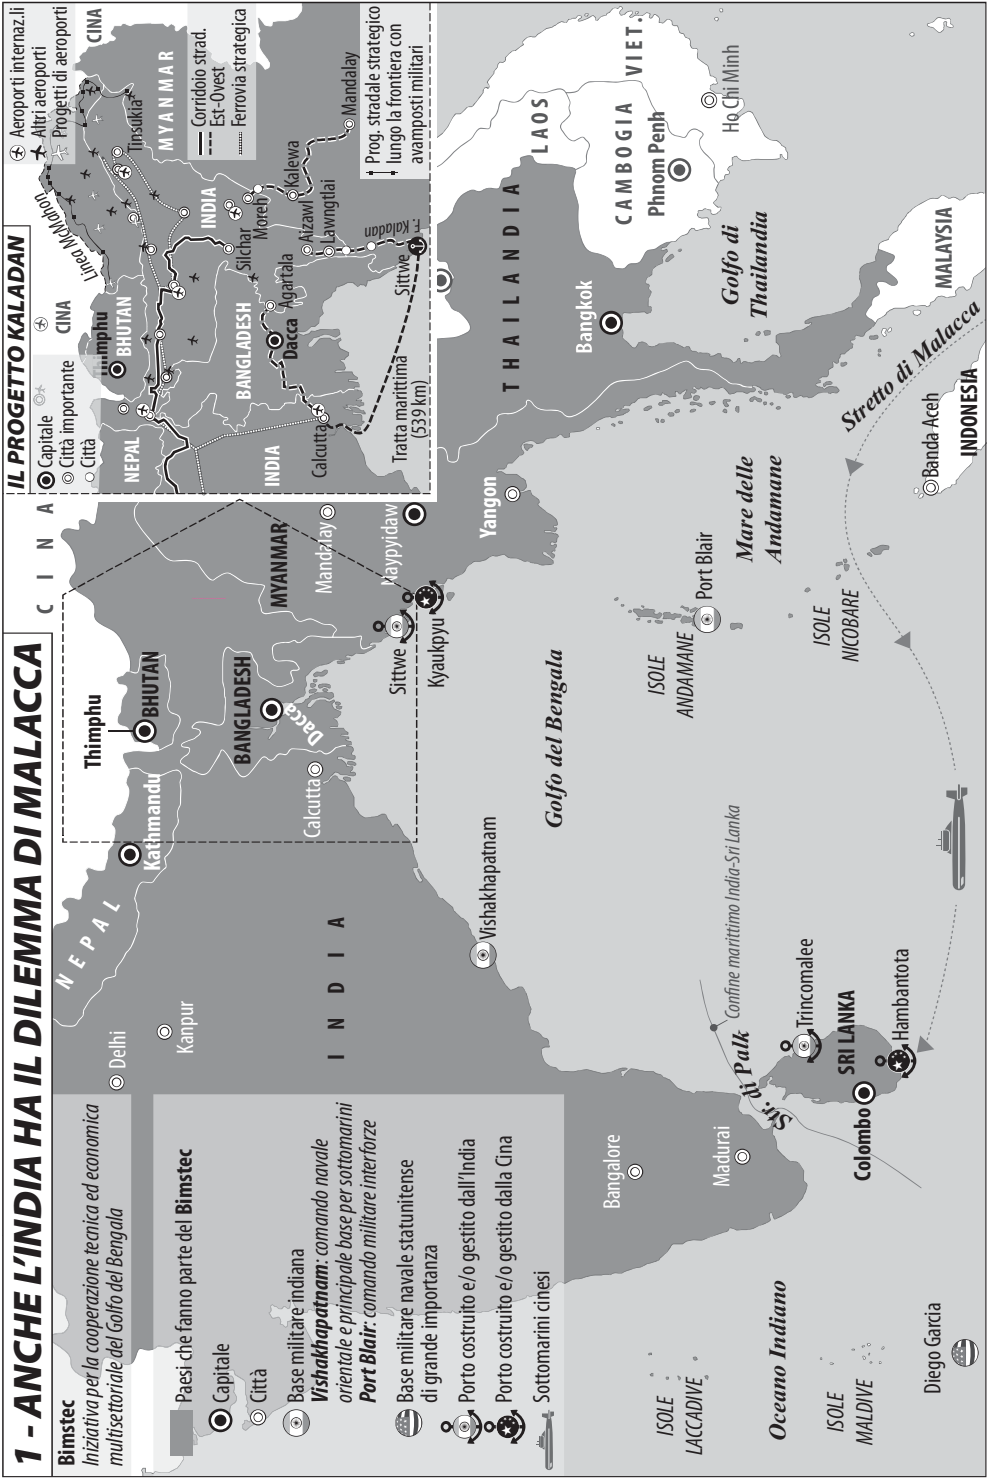 1 - ANCHE L'INDIA HA IL DILEMMA DI MALACCA
Bimstec
Iniziativa per la cooperazione tecnica ed economica
multisettoriale del Golfo del Bengala
Paesi che fanno parte del Bimstec
Capitale
Città
Base militare indiana
Vishakhapatnam: comando navale
orientale e principale base per sottomarini
Port Blair: comando militare interforze
Base militare navale statunitense
di grande importanza
Porto costruito e/o gestito dall'India
Porto costruito e/o gestito dalla Cina
Sottomarini cinesi
NEPAL
Kathmandu
Thimphu
BHUTAN
CINA
Delhi
Kanpur
INDIA
BANGLADESH
Dacca
Calcutta
MYANMAR
Mandalay
Naypyidaw
Sittwe
Kyaukpyu
Yangon
Vishakhapatnam
Golfo del Bengala
Bangalore
Madurai
Str. di Palk
Confine marittimo India-Sri Lanka
Trincomalee
SRI LANKA
Colombo
Hambantota
ISOLE
LACCADIVE
Oceano Indiano
ISOLE
MALDIVE
Diego Garcia
ISOLE
ANDAMANE
Port Blair
Mare delle
Andamane
ISOLE
NICOBARE
Banda Aceh
INDONESIA
Stretto di Malacca
MALAYSIA
THAILANDIA
Bangkok
Golfo di
Thailandia
LAOS
CAMBOGIA
Phnom Penh
VIET.
Ho Chi Minh
IL PROGETTO KALADAN
Capitale
Città importante
Città
Aeroporti internaz.li
Altri aeroporti
Progetti di aeroporti
Corridoio strad.
Est-Ovest
Ferrovia strategica
Prog. stradale strategico
lungo la frontiera con
avamposti militari
CINA
CINA
Linea McMahon
Thimphu
BHUTAN
NEPAL
Tinsukia
MYANMAR
INDIA
INDIA
BANGLADESH
Dacca
Silchar
Moreh
Kalewa
Mandalay
Agartala
Aizawl
Lawngtlai
F. Kaladan
Sittwe
Calcutta
Tratta marittima
(539 km)